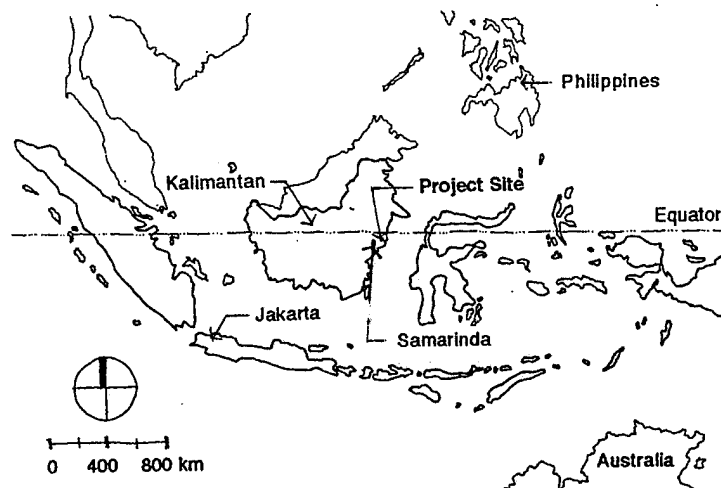 Philippines
Kalimantan
Project Site
Equator
Jakarta
Samarinda
0 400 800 km
Australia